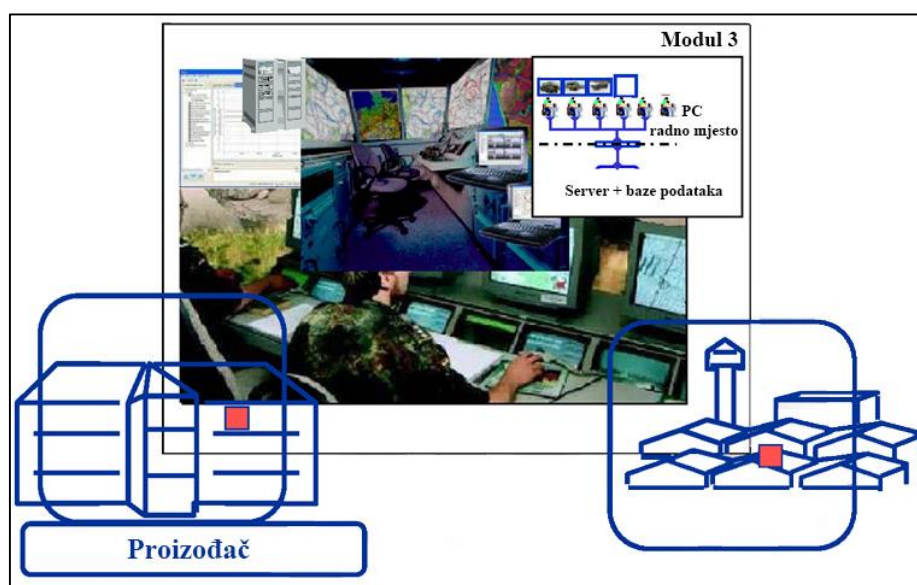 Modul 3
PC
radno mjesto
Server + baze podataka
Proizođač